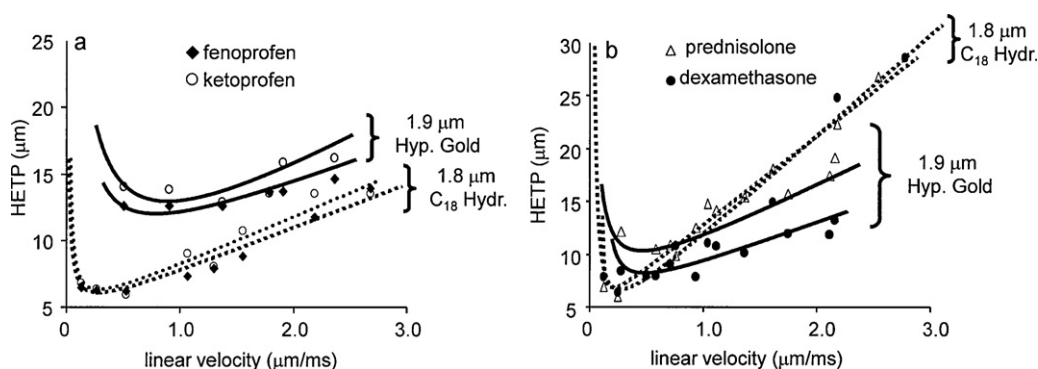 a
◆ fenoprofen
○ ketoprofen
25
20
15
10
5
HETP (µm)
1.9 µm
Hyp. Gold
1.8 µm
C18 Hydr.
0
1.0
2.0
3.0
linear velocity (µm/ms)
b
△ prednisolone
● dexamethasone
30
25
20
15
10
5
HETP (µm)
1.8 µm
C18 Hydr.
1.9 µm
Hyp. Gold
0
1.0
2.0
3.0
linear velocity (µm/ms)